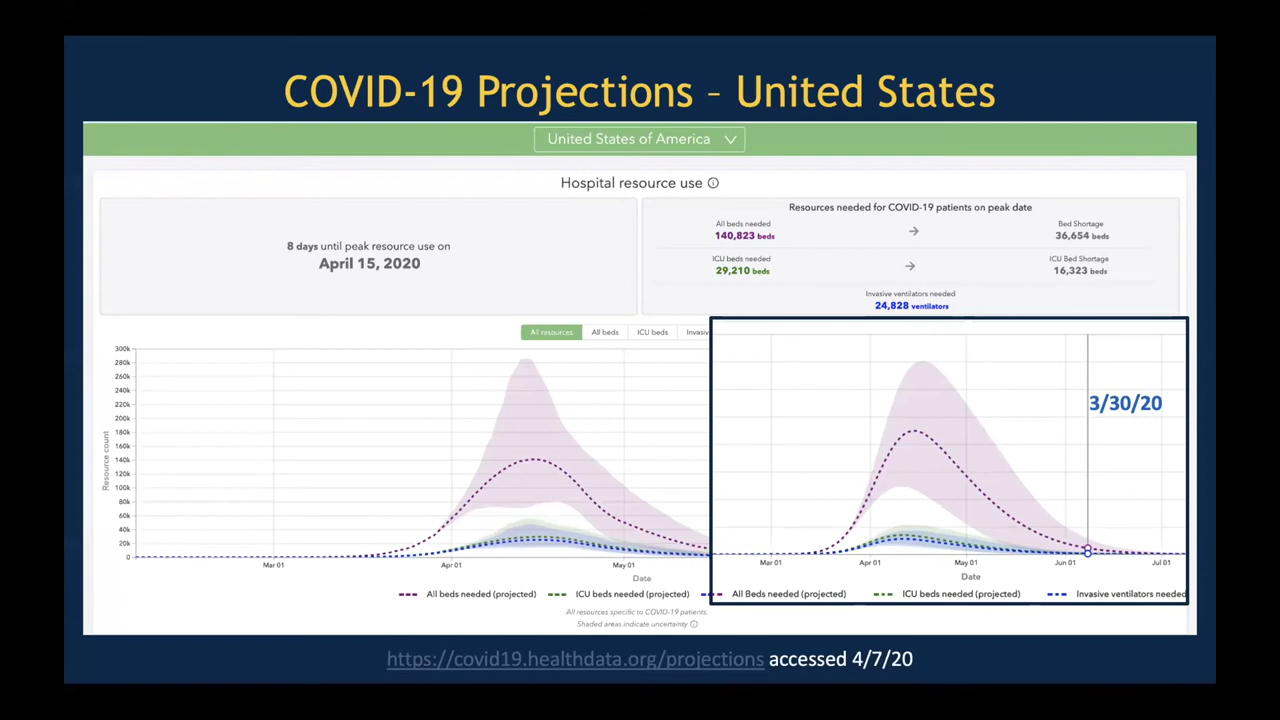 COVID-19 Projections – United States
United States of America
Hospital resource use
8 days until peak resource use on
April 15, 2020
Resources needed for COVID-19 patients on peak date
All beds needed
140,823 beds
Bed Shortage
36,654 beds
ICU beds needed
29,210 beds
ICU Bed Shortage
16,323 beds
Invasive ventilators needed
24,828 ventilators
All resources All beds ICU beds Invasiv
300k
280k
260k
240k
220k
200k
180k
160k
140k
120k
100k
80k
60k
40k
20k
0
Resource count
Mar 01 Apr 01 May 01
Date
All beds needed (projected) ICU beds needed (projected)
All resources specific to COVID-19 patients.
Shaded areas indicate uncertainty
3/30/20
Mar 01 Apr 01 May 01 Jun 01 Jul 01
Date
All Beds needed (projected) ICU beds needed (projected) Invasive ventilators needed
https://covid19.healthdata.org/projections accessed 4/7/20